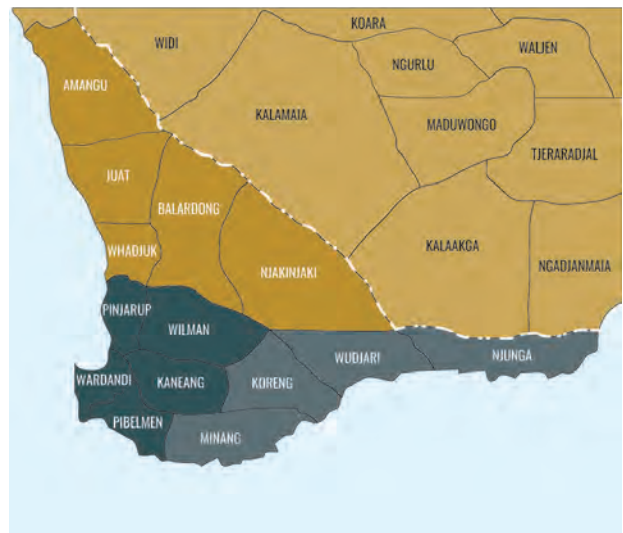 KOARA
WIDI
WALJEN
NGURLU
AMANGU
KALAMAIA
MADUWONGO
TJERARADJAL
JUAT
BALARDONG
WHADJUK
KALAAKGA
NJAKINJAKI
NGADJANMAIA
PINJARUP
WILMAN
WUDJARI
NJUNGA
WARDANDI
KANEANG
KORENG
PIBELMEN
MINANG